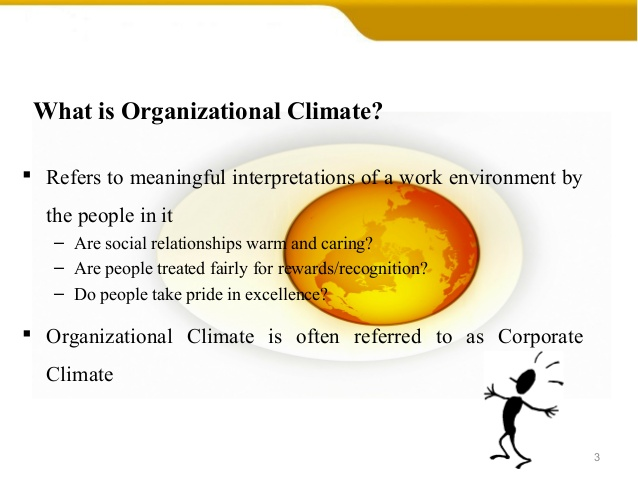 What is Organizational Climate?
▪ Refers to meaningful interpretations of a work environment by
the people in it
– Are social relationships warm and caring?
– Are people treated fairly for rewards/recognition?
– Do people take pride in excellence?
▪ Organizational Climate is often referred to as Corporate
Climate
3